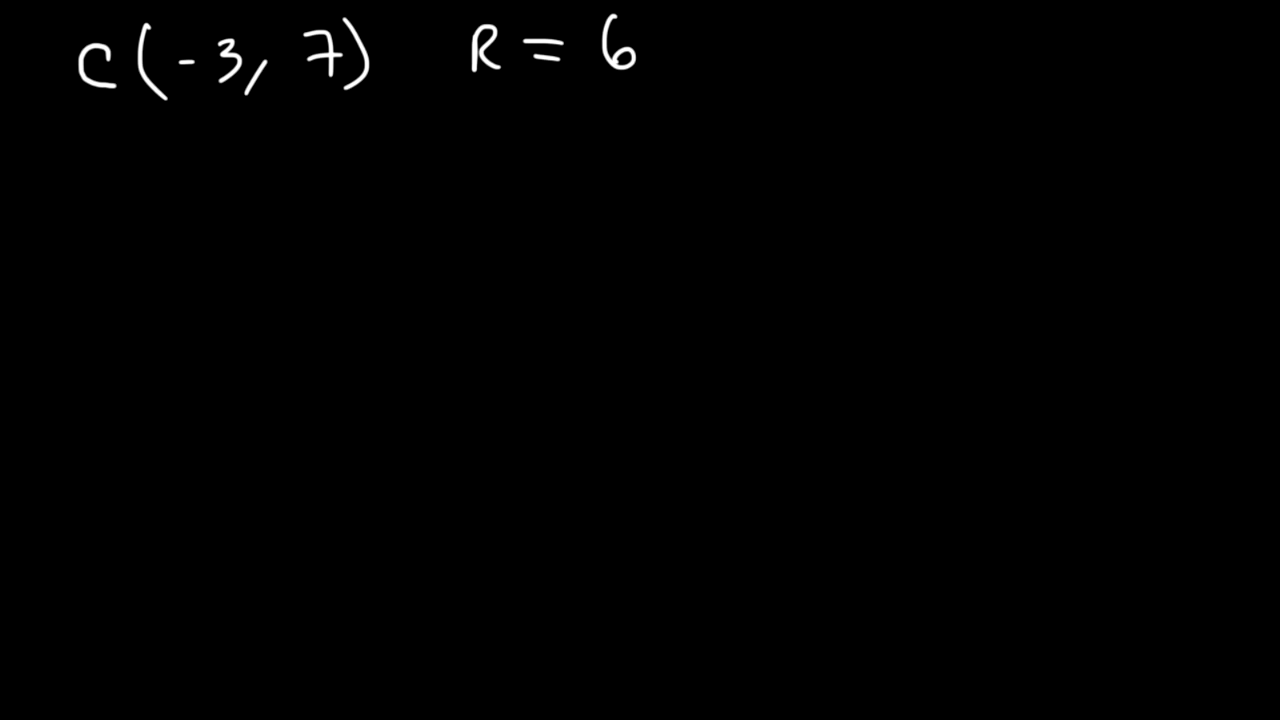 C(-3, 7) R = 6